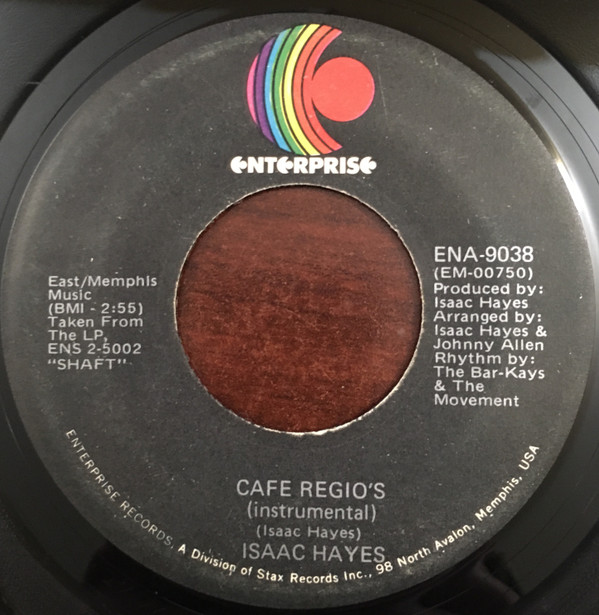 ENTERPRISE
East/Memphis
Music
(BMI - 2:55)
Taken From
The LP,
ENS 2-5002
"SHAFT"
ENA-9038
(EM-00750)
Produced by:
Isaac Hayes
Arranged by:
Isaac Hayes &
Johnny Allen
Rhythm by:
The Bar-Kays
& The
Movement
CAFE REGIO'S
(instrumental)
(Isaac Hayes)
ISAAC HAYES
ENTERPRISE RECORDS, A Division of Stax Records Inc., 98 North Avalon, Memphis, USA